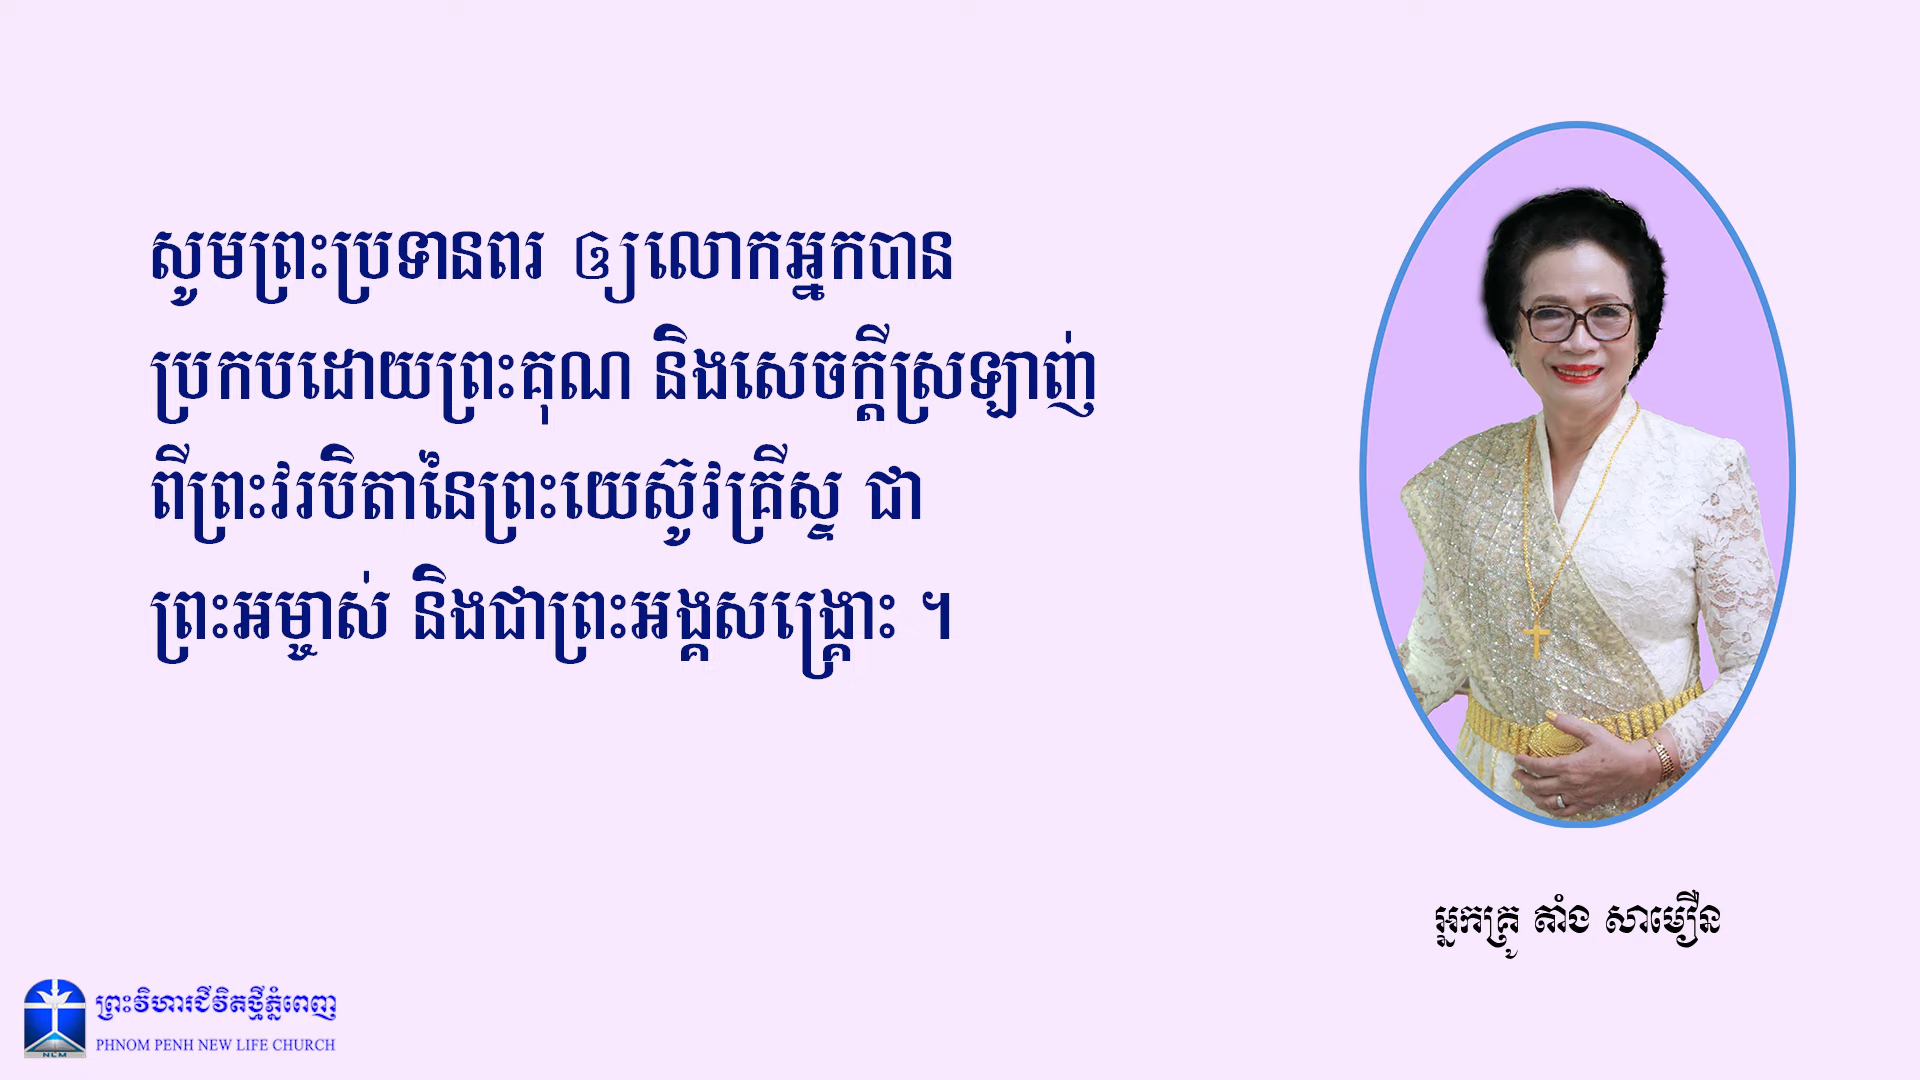 សូមព្រះប្រទានពរ ឲ្យលោកអ្នកបាន
ប្រកបដោយព្រះគុណ និងសេចក្ដីស្រឡាញ់
ពីព្រះវរបិតានៃព្រះយេស៊ូវគ្រីស្ទ ជា
ព្រះអម្ចាស់ និងជាព្រះអង្គសង្គ្រោះ ។
អ្នកគ្រូ តាំង សាមឿន
ព្រះវិហារជីវិតថ្មីភ្នំពេញ
PHNOM PENH NEW LIFE CHURCH
NLM